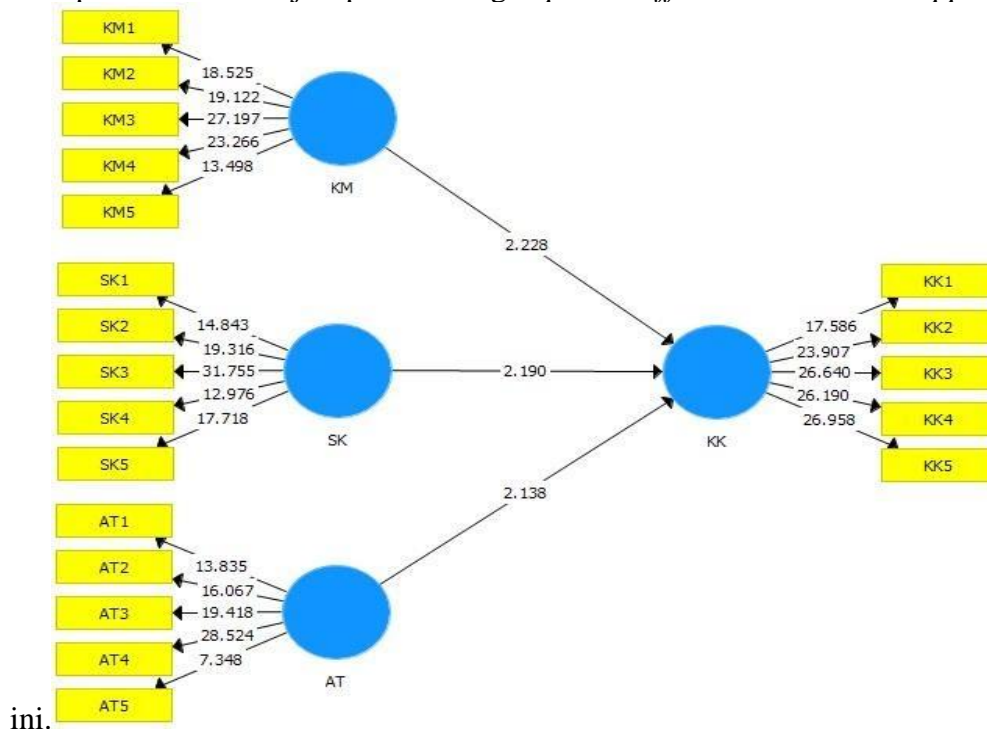 KM1
KM2
KM3
KM4
KM5
18.525
19.122
27.197
23.266
13.498
KM
2.228
SK1
SK2
SK3
SK4
SK5
14.843
19.316
31.755
12.976
17.718
SK
2.190
KK
17.586
23.907
26.640
26.190
26.958
KK1
KK2
KK3
KK4
KK5
2.138
AT1
AT2
AT3
AT4
AT5
13.835
16.067
19.418
28.524
7.348
AT
ini.